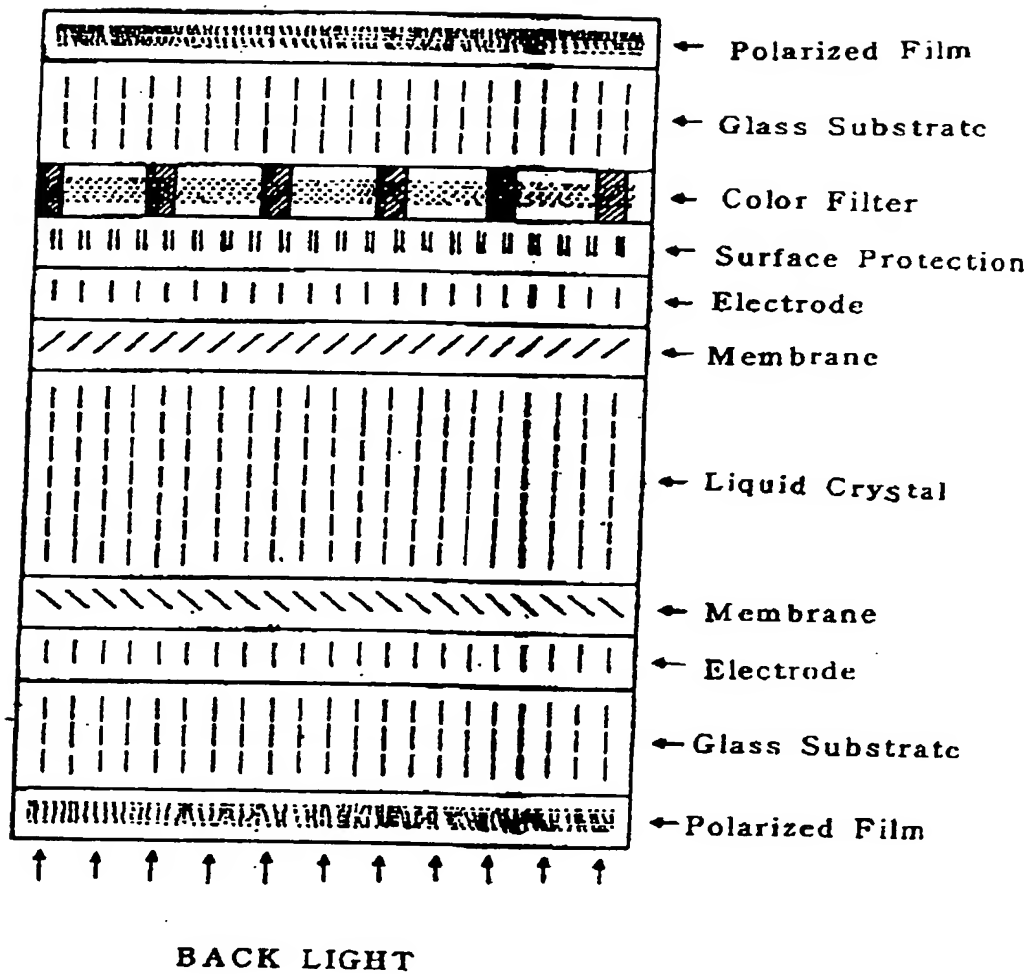 Polarized Film
Glass Substrate
Color Filter
Surface Protection
Electrode
Membrane
Liquid Crystal
Membrane
Electrode
Glass Substrate
Polarized Film
BACK LIGHT